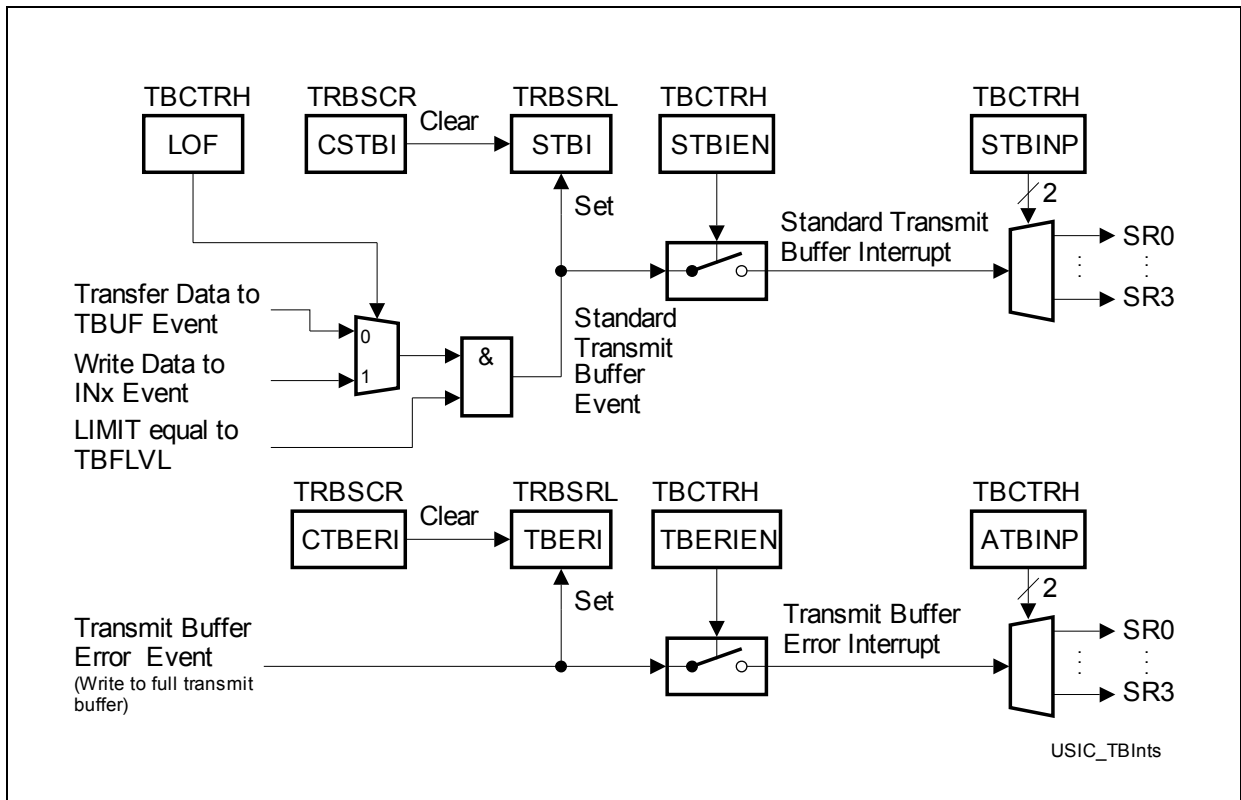 TBCTRH TRBSCR TRBSRL TBCTRH TBCTRH
LOF CSTBI Clear STBI STBIEN STBINP
Set
2
Standard Transmit
Buffer Interrupt
SR0
SR3
Transfer Data to
TBUF Event
0
Write Data to
INx Event
1
&
Standard
Transmit
Buffer
Event
LIMIT equal to
TBFLVL
TRBSCR TRBSRL TBCTRH TBCTRH
CTBERI Clear TBERI TBERIEN ATBINP
Set
2
Transmit Buffer
Error Event
(Write to full transmit
buffer)
Transmit Buffer
Error Interrupt
SR0
SR3
USIC_TBInts